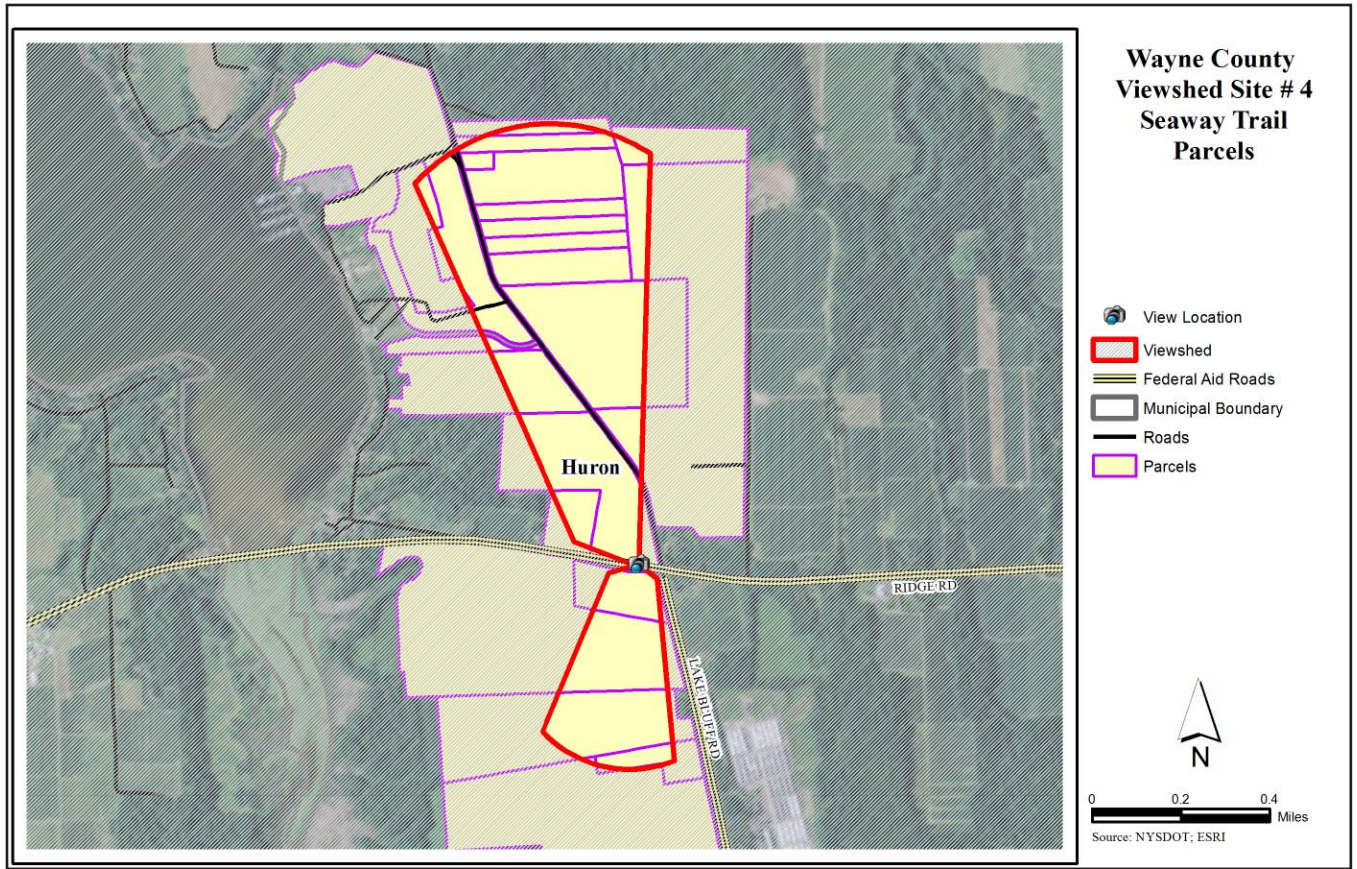 Wayne County
Viewshed Site # 4
Seaway Trail
Parcels
View Location
Viewshed
Federal Aid Roads
Municipal Boundary
Roads
Parcels
Huron
RIDGE RD
LAKE BLUFF RD
N
0 0.2 0.4
Miles
Source: NYSDOT; ESRI